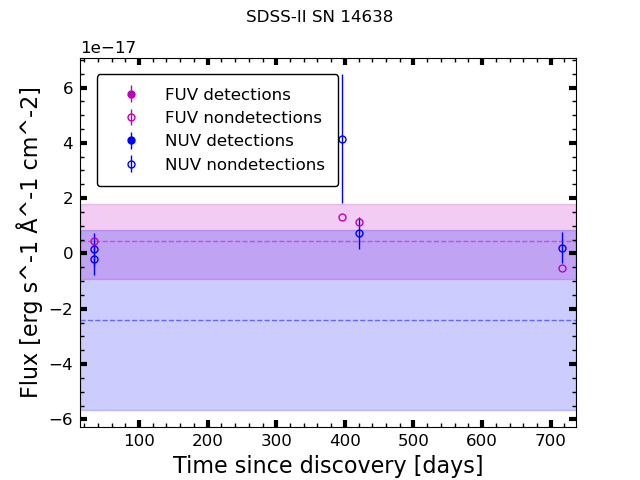 SDSS-II SN 14638
1e−17
FUV detections
FUV nondetections
NUV detections
NUV nondetections
6
4
2
0
−2
−4
−6
Flux [erg s^-1 Å^-1 cm^-2]
100 200 300 400 500 600 700
Time since discovery [days]